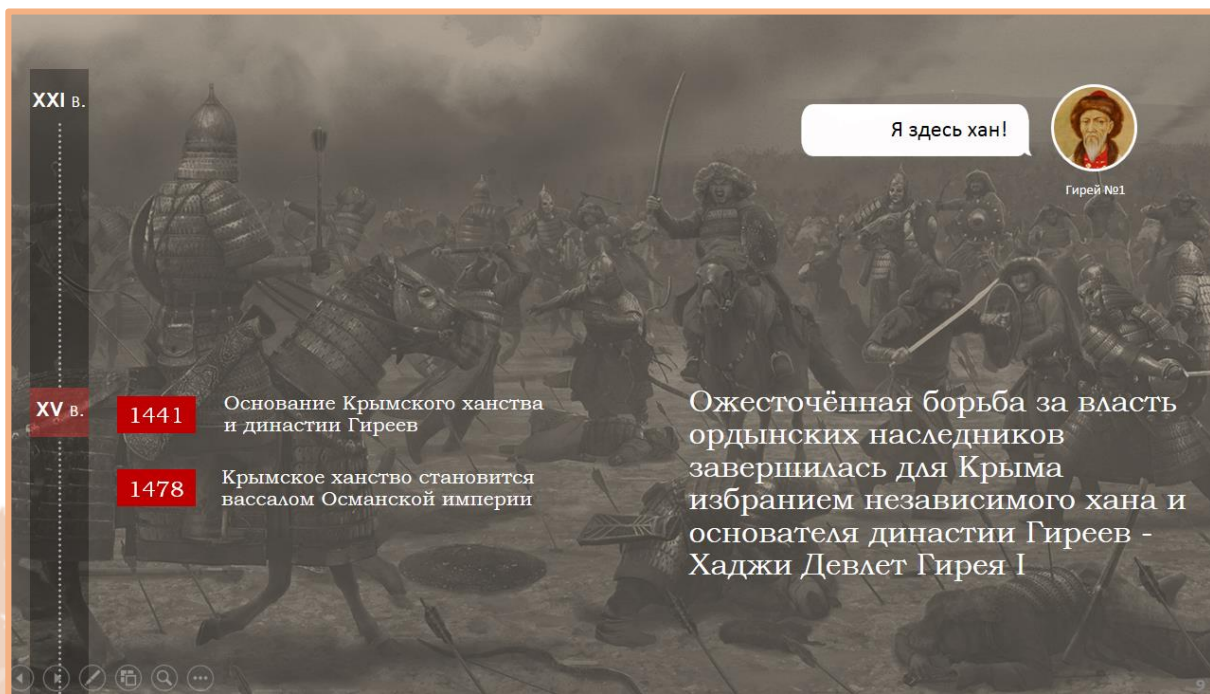 XXI в.
Я здесь хан!
Гирей №1
XV в.
1441
Основание Крымского ханства
и династии Гиреев
1478
Крымское ханство становится
вассалом Османской империи
Ожесточённая борьба за власть
ордынских наследников
завершилась для Крыма
избранием независимого хана и
основателя династии Гиреев -
Хаджи Девлет Гирея I
9